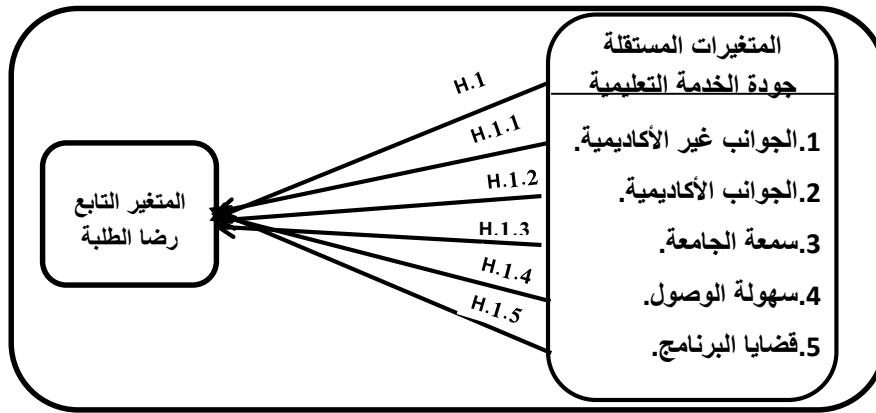 المتغيرات المستقلة
جودة الخدمة التعليمية
1.الجوانب غير الأكاديمية.
2.الجوانب الأكاديمية.
3.سمعة الجامعة.
4.سهولة الوصول.
5.قضايا البرنامج.
H.1
H.1.1
H.1.2
H.1.3
H.1.4
H.1.5
المتغير التابع
رضا الطلبة